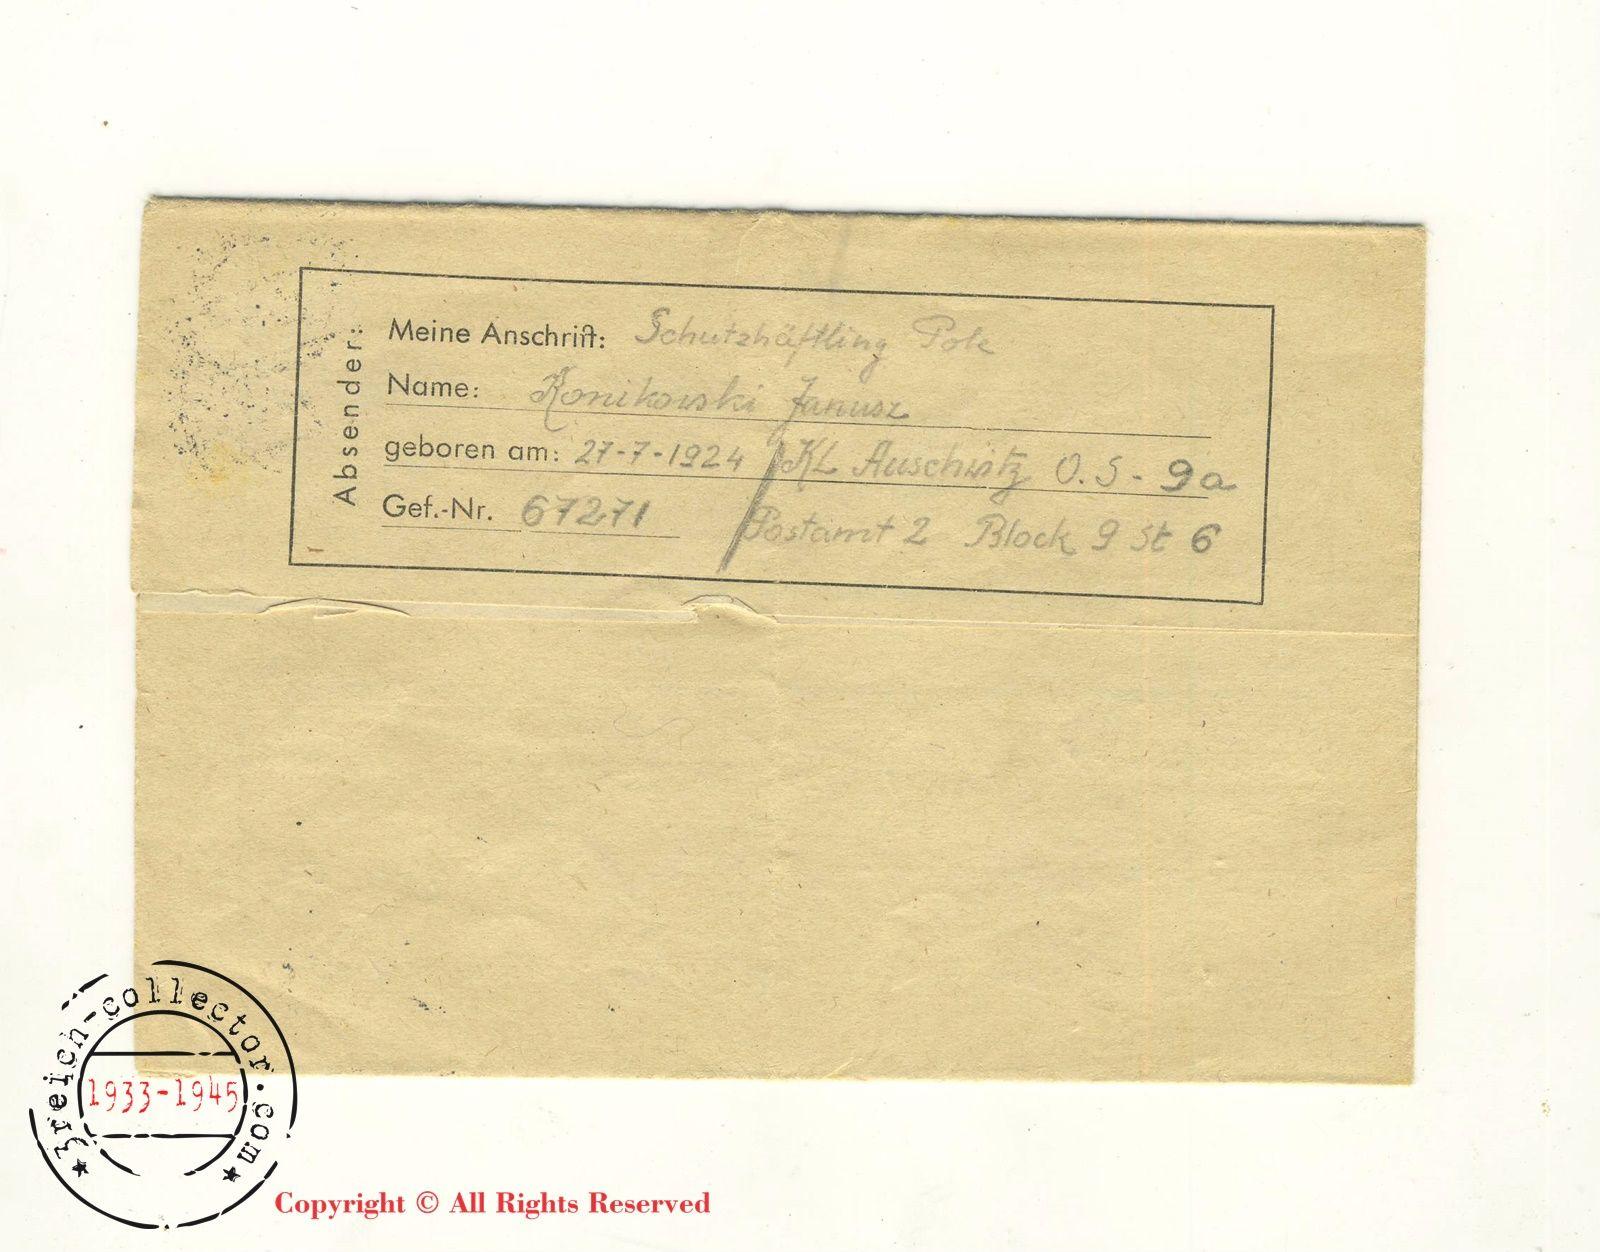 Absender:
Meine Anschrift: Schutzhäftling Pole
Name: Konikowski Janusz
geboren am: 27-7-1924 / KL Auschwitz O.S - 9a
Gef.-Nr. 67271 Postamt 2 Block 9 St 6
*3reich-collector.com*
1933-1945
Copyright © All Rights Reserved